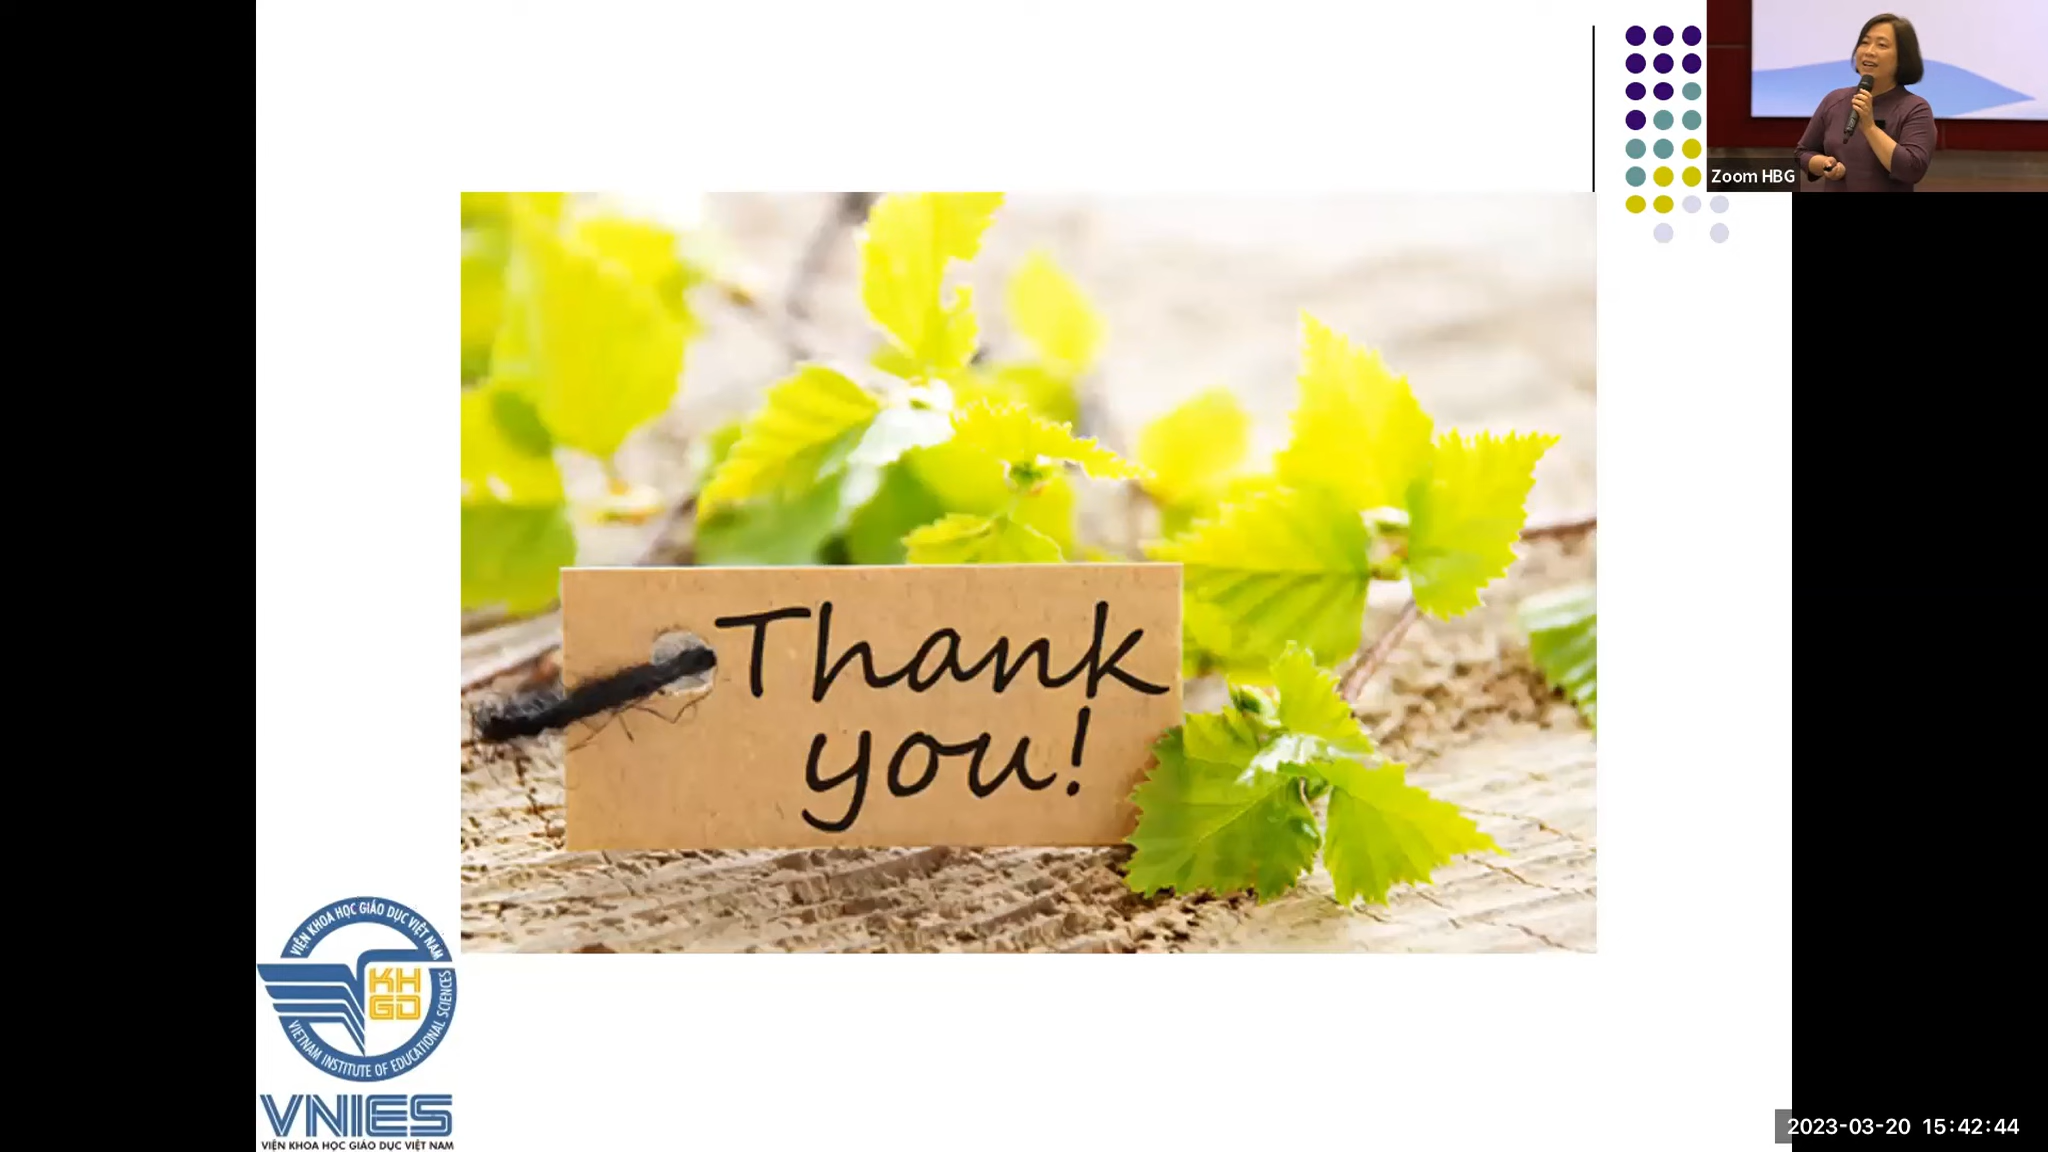 Zoom HBG
Thank
you!
VIỆN KHOA HỌC GIÁO DỤC VIỆT NAM
KH
GD
VIETNAM INSTITUTE OF EDUCATIONAL SCIENCES
VNIES
VIỆN KHOA HỌC GIÁO DỤC VIỆT NAM
2023-03-20 15:42:44